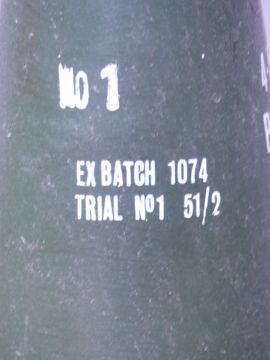 NO 1
EX BATCH 1074
TRIAL Nº1 51/2